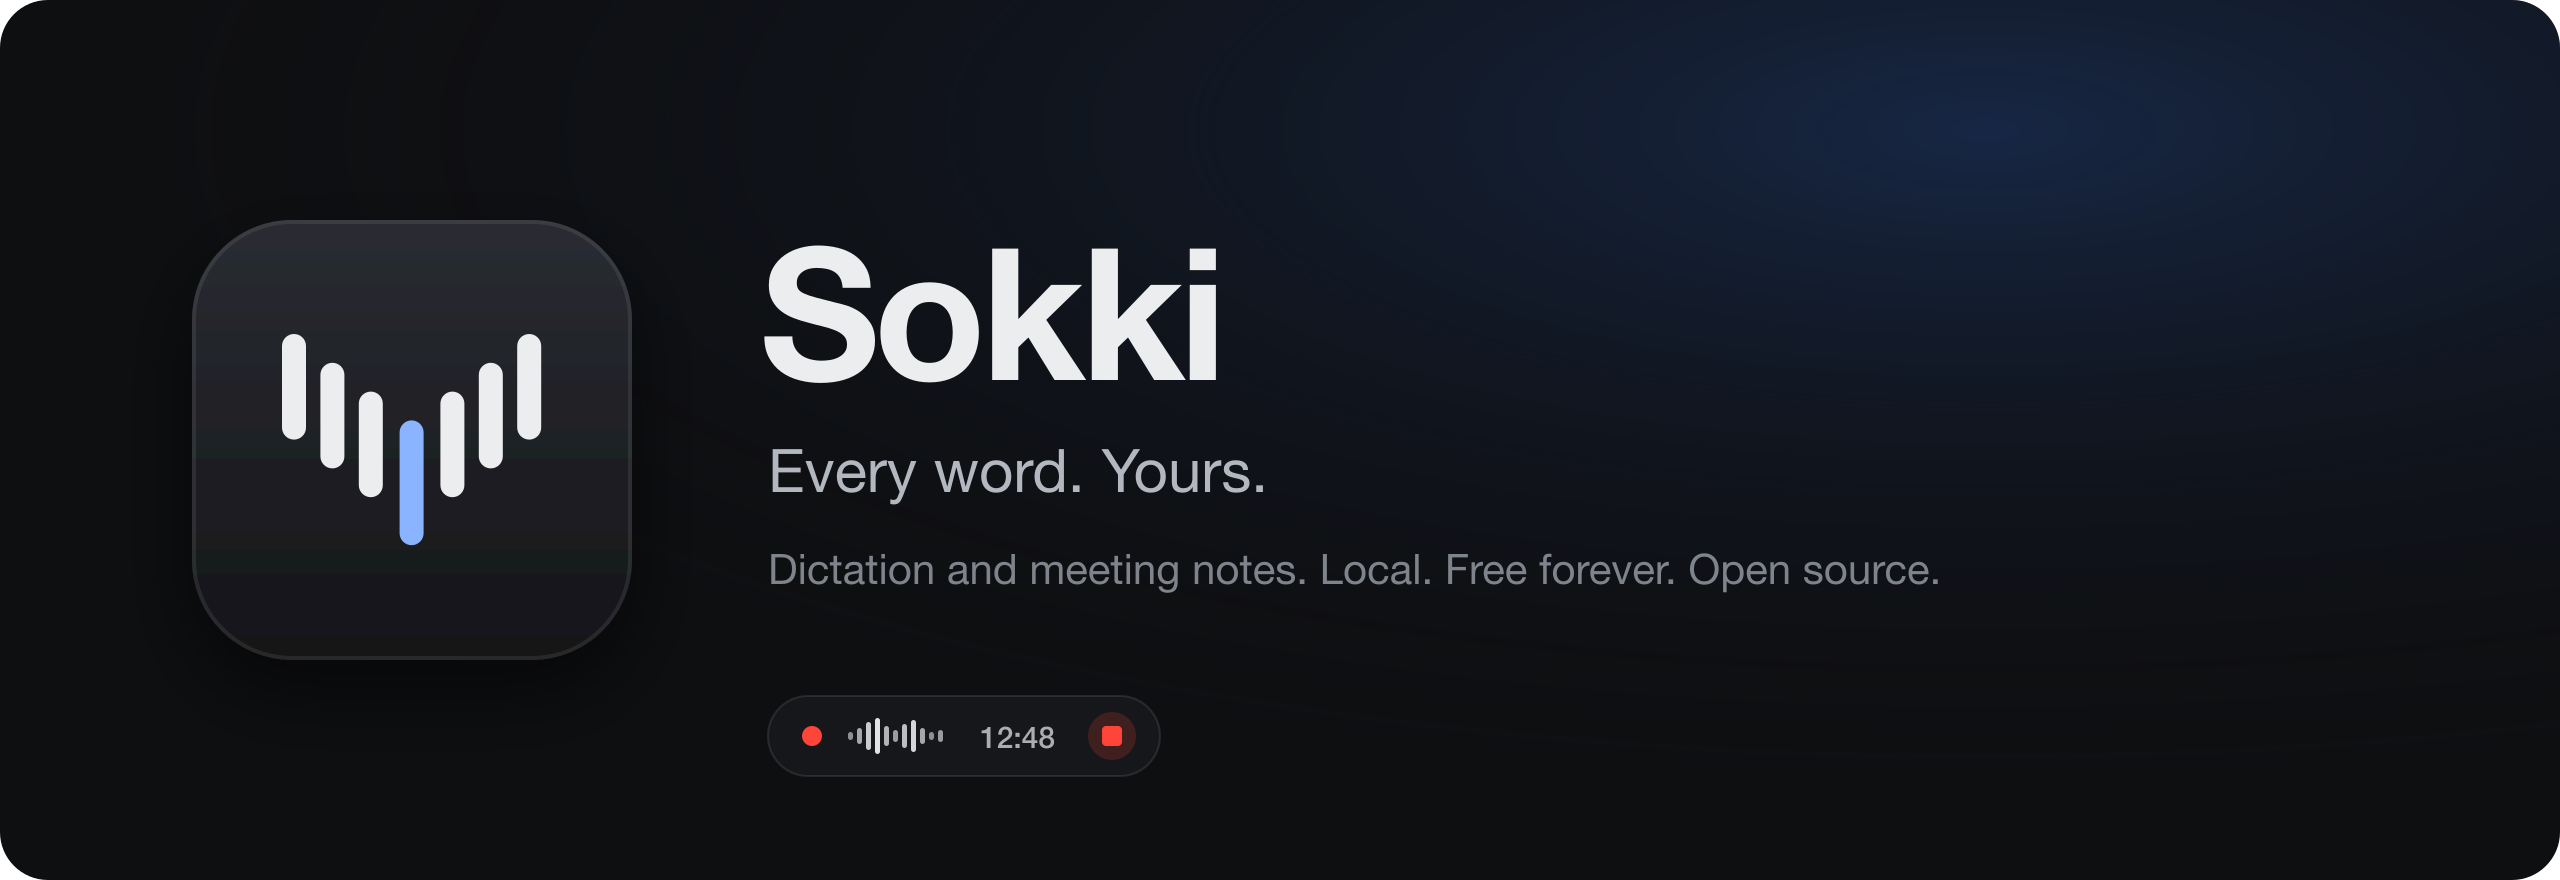 Sokki
Every word. Yours.
Dictation and meeting notes. Local. Free forever. Open source.
12:48